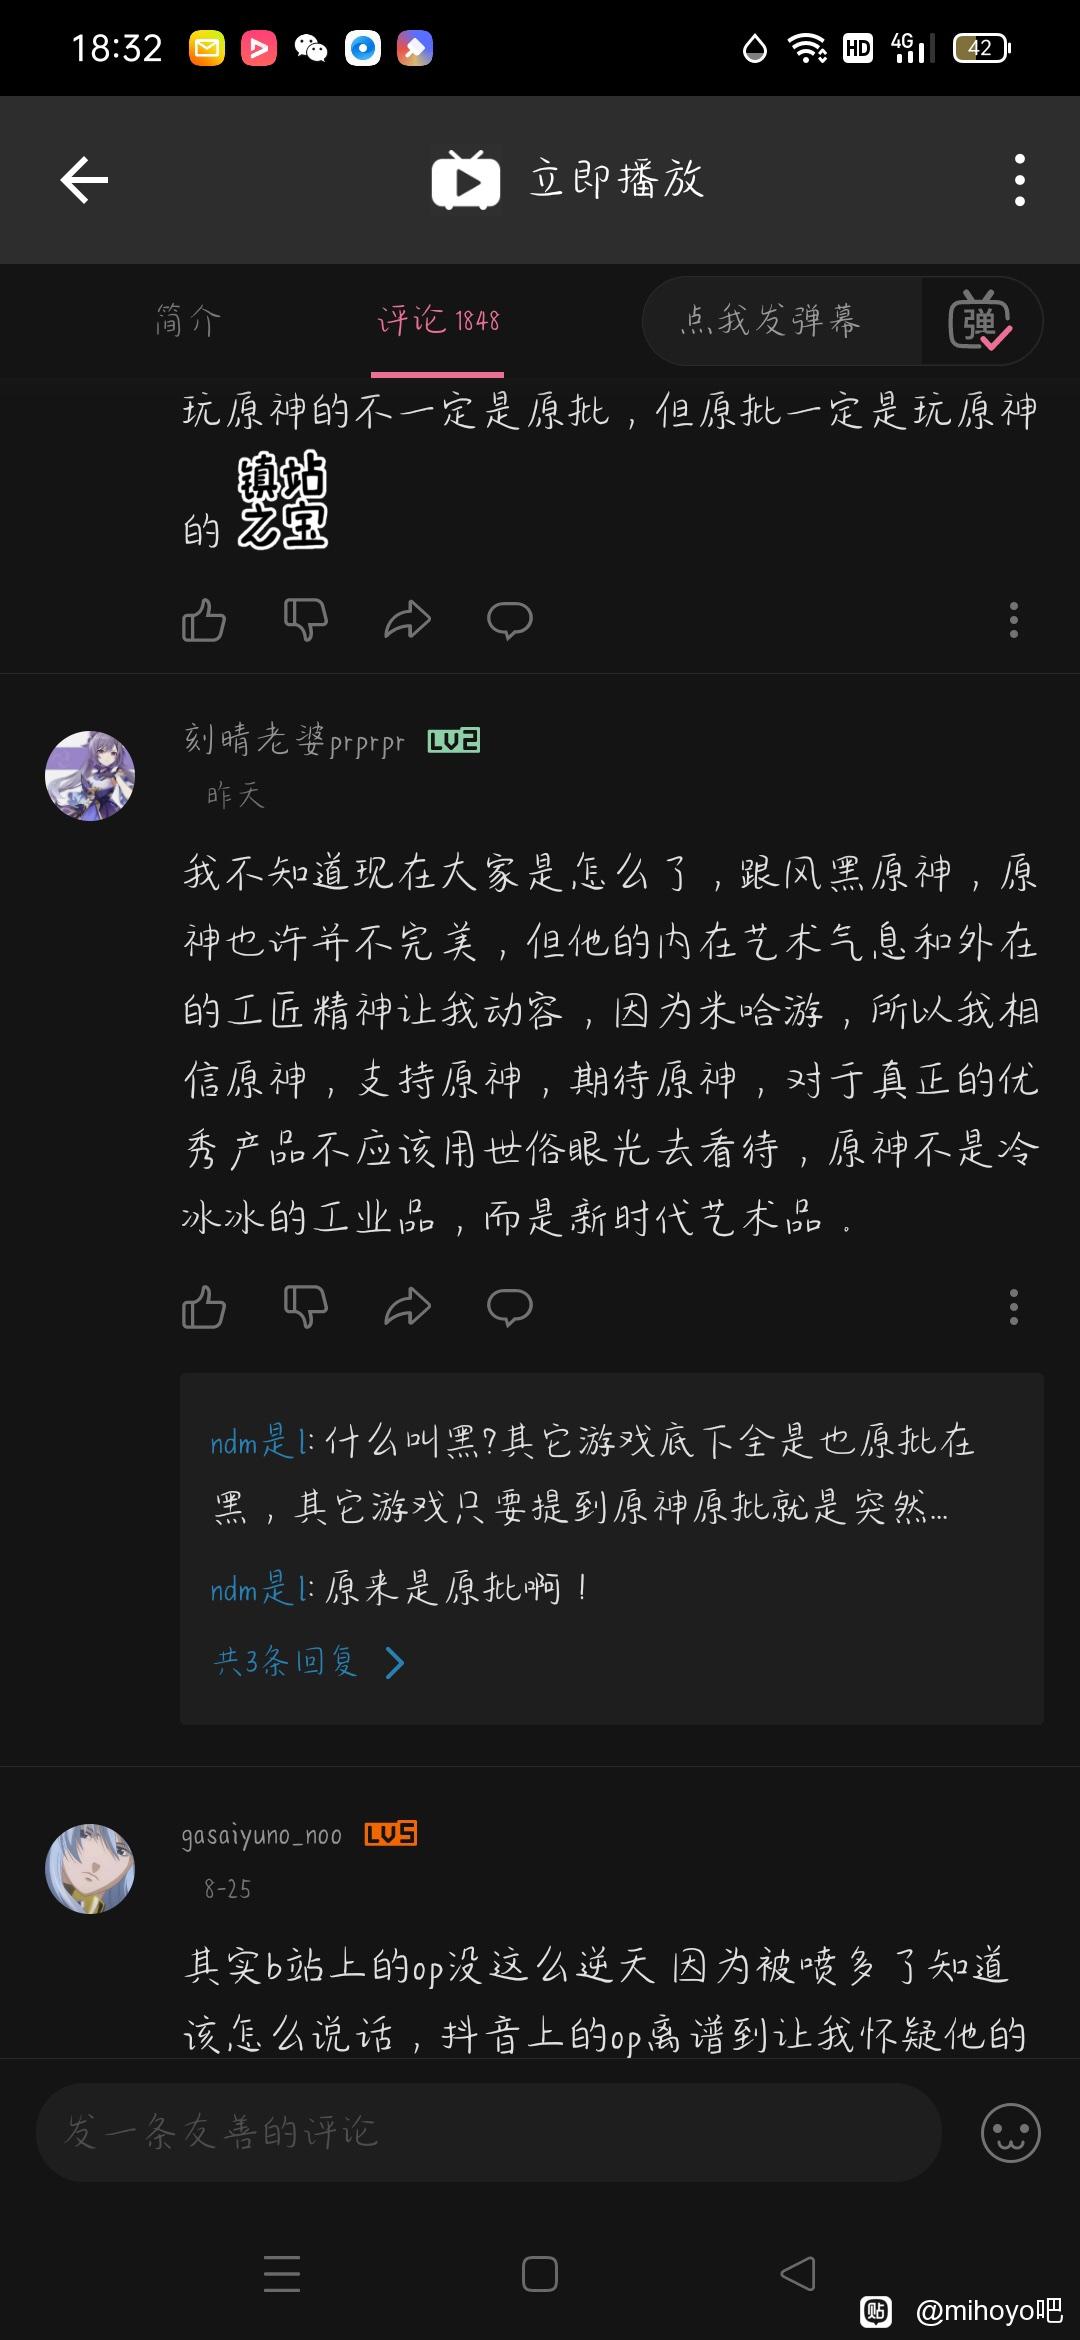 18:32
HD
4G
42
立即播放
简介
评论 1848
点我发弹幕
弹
玩原神的不一定是原批，但原批一定是玩原神
的
镇站
之宝
刻晴老婆prprpr
LV2
昨天
我不知道现在大家是怎么了，跟风黑原神，原
神也许并不完美，但他的内在艺术气息和外在
的工匠精神让我动容，因为米哈游，所以我相
信原神，支持原神，期待原神，对于真正的优
秀产品不应该用世俗眼光去看待，原神不是冷
冰冰的工业品，而是新时代艺术品．
ndm是l: 什么叫黑?其它游戏底下全是也原批在
黑，其它游戏只要提到原神原批就是突然...
ndm是l: 原来是原批啊！
共3条回复
gasaiyuno_noo
LV5
8-25
其实b站上的op没这么逆天 因为被喷多了知道
该怎么说话，抖音上的op离谱到让我怀疑他的
发一条友善的评论
贴
@mihoyo吧